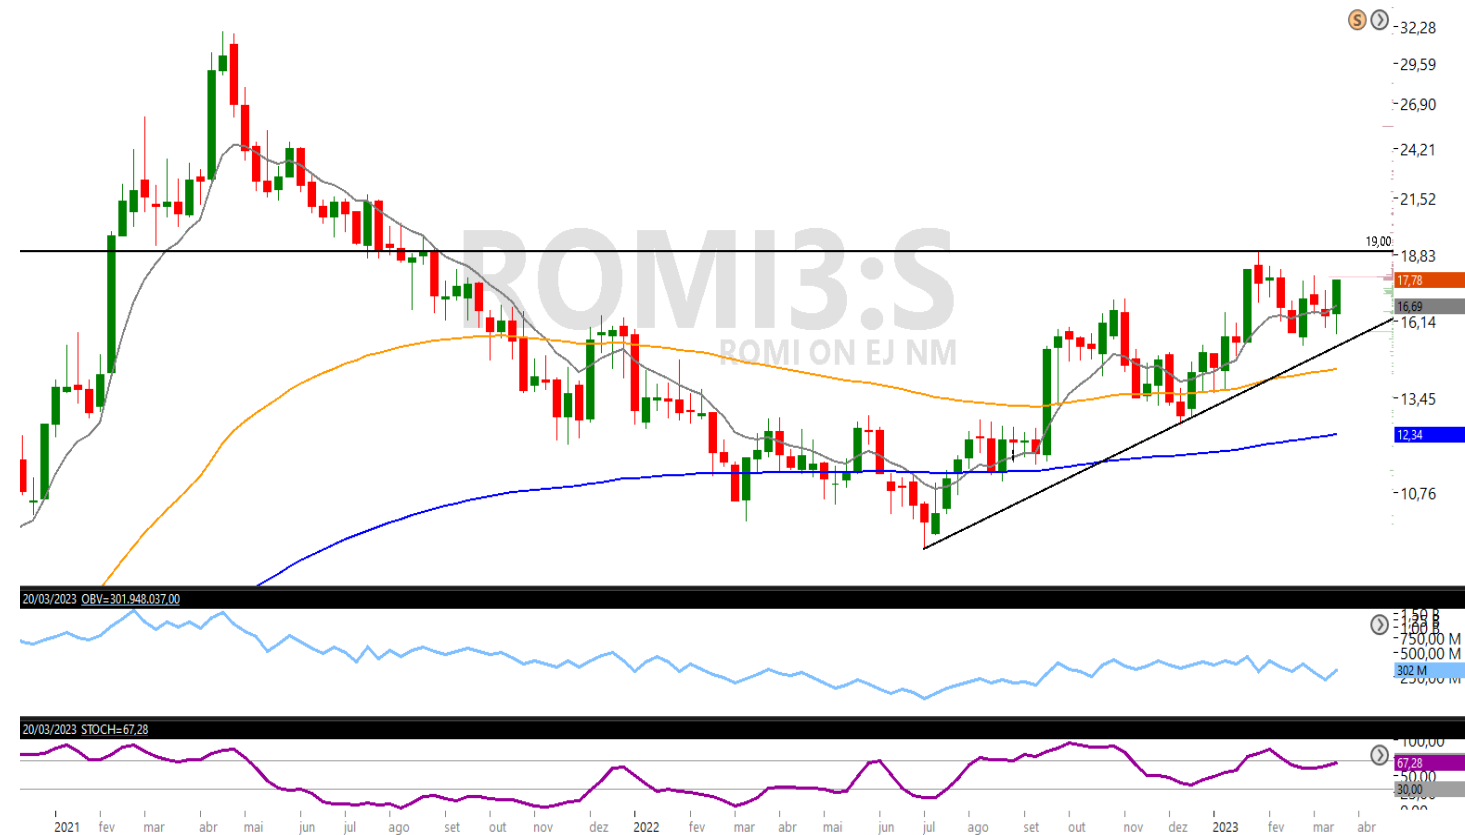 S
32,28
29,59
26,90
24,21
21,52
19,00
18,83
17,78
16,69
16,14
13,45
12,34
10,76
ROMI3:S
ROMI ONEJ NM
20/03/2023 OBV=301.948.037,00
750,00 M
500,00 M
302 M
20/03/2023 STOCH=67,28
100,00
67,28
50,00
30,00
2021 fev mar abr mai jun jul ago set out nov dez 2022 fev mar abr mai jun jul ago set out nov dez 2023 fev mar abr